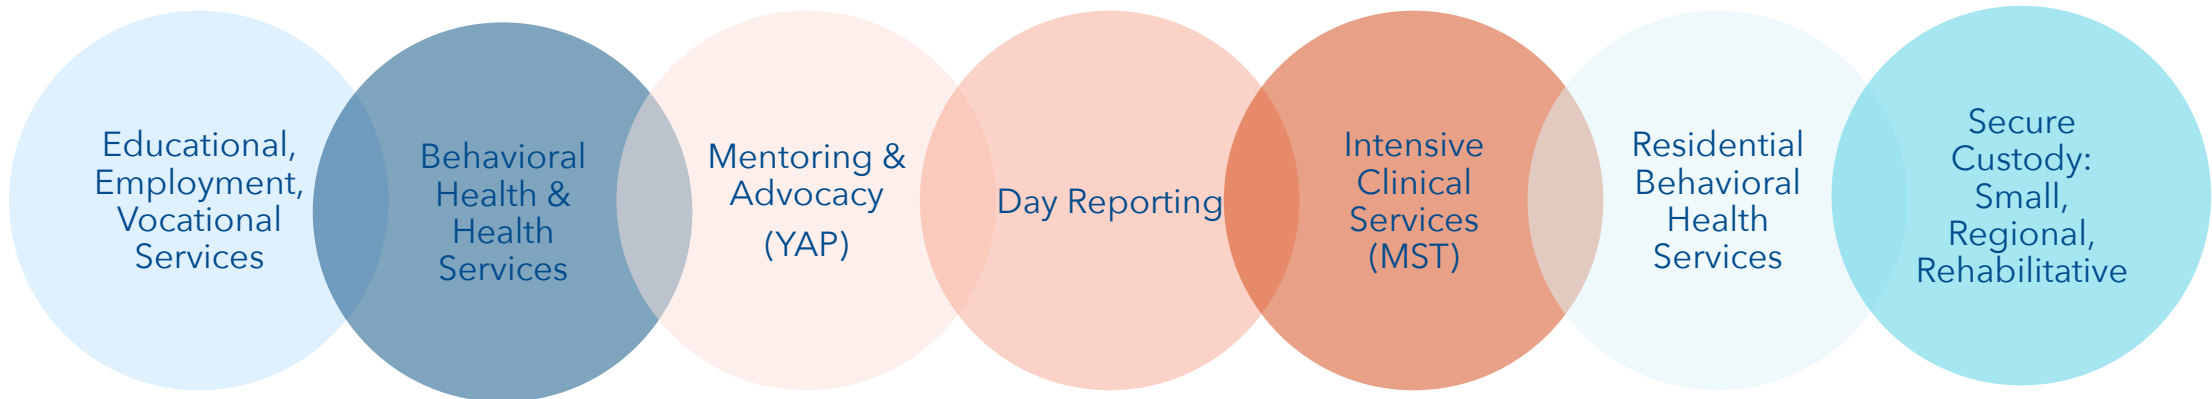 Educational,
Employment,
Vocational
Services
Behavioral
Health &
Health
Services
Mentoring &
Advocacy
(YAP)
Day Reporting
Intensive
Clinical
Services
(MST)
Residential
Behavioral
Health
Services
Secure
Custody:
Small,
Regional,
Rehabilitative